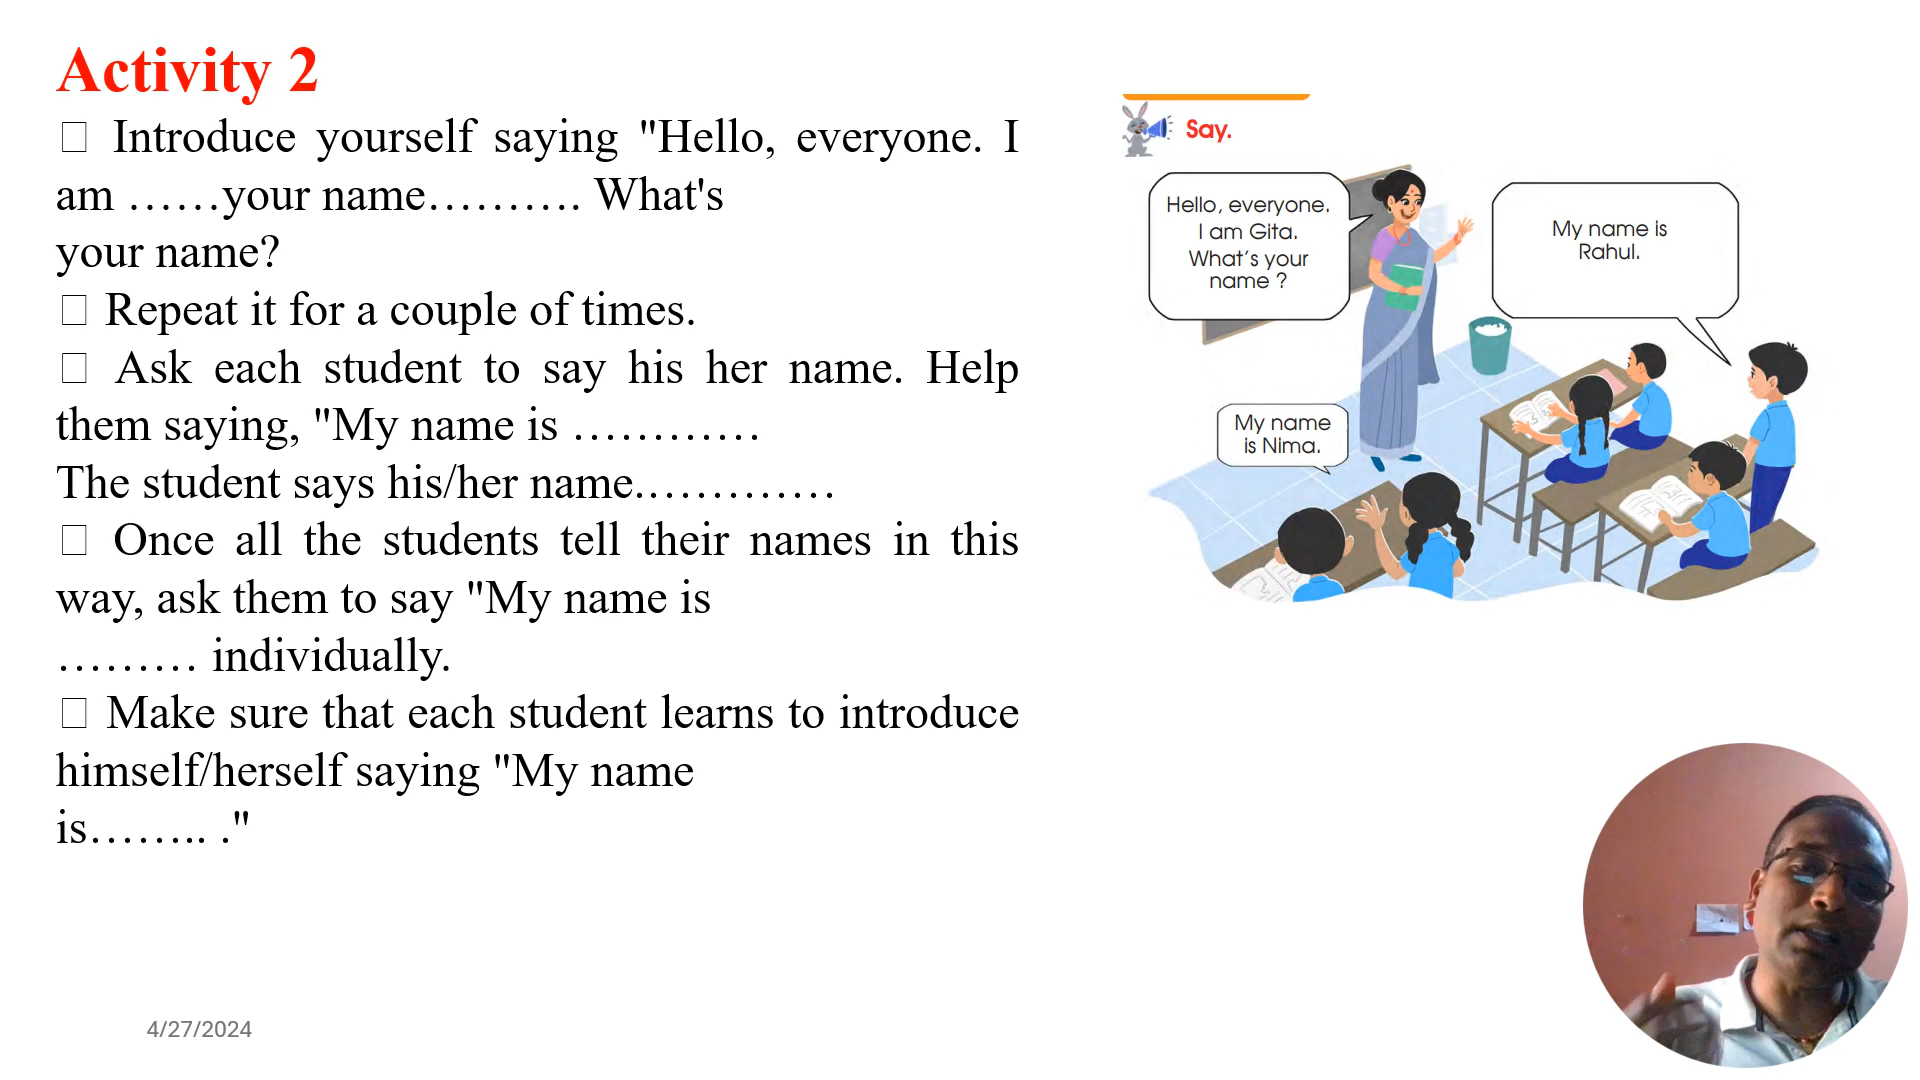 Activity 2
□ Introduce yourself saying "Hello, everyone. I
am ……your name………. What's
your name?
□ Repeat it for a couple of times.
□ Ask each student to say his her name. Help
them saying, "My name is …………
The student says his/her name.…………
□ Once all the students tell their names in this
way, ask them to say "My name is
……… individually.
□ Make sure that each student learns to introduce
himself/herself saying "My name
is…….. ."
Say.
Hello, everyone.
I am Gita.
What's your
name ?
My name is
Rahul.
My name
is Nima.
4/27/2024